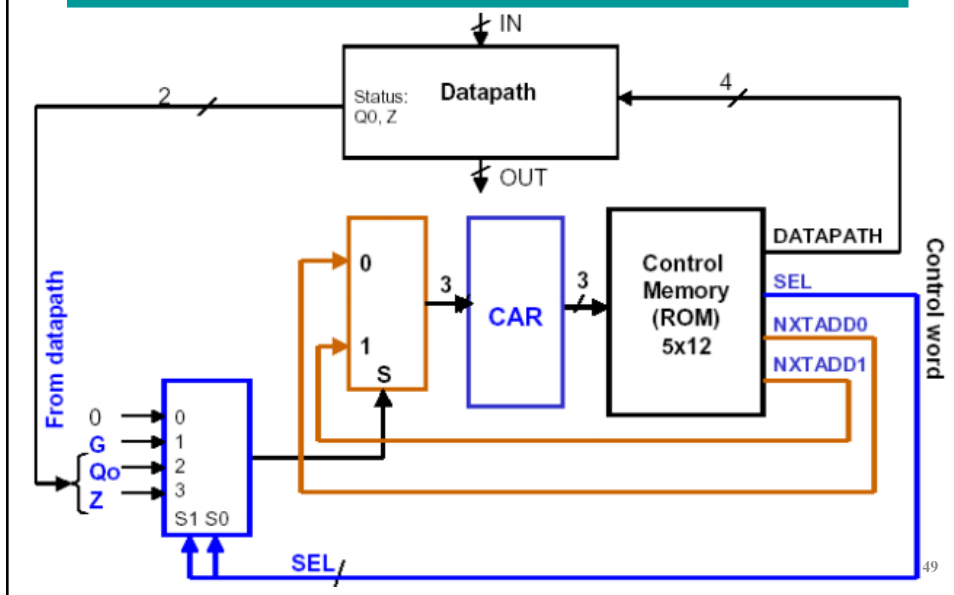 IN
2
Status:
Q0, Z
Datapath
4
OUT
From datapath
0
1
S
3
CAR
3
Control
Memory
(ROM)
5x12
DATAPATH
SEL
NXTADD0
NXTADD1
Control word
0
G
Qo
Z
0
1
2
3
S1 S0
SEL
49